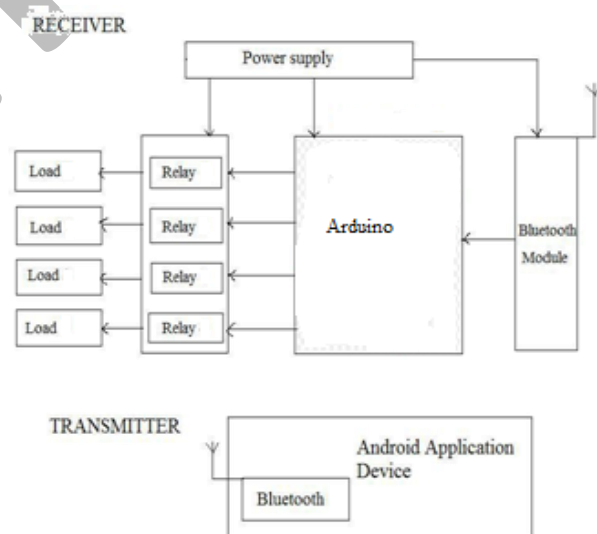 RECEIVER
Power supply
Load
Relay
Load
Relay
Arduino
Bluetooth
Module
Load
Relay
Load
Relay
TRANSMITTER
Android Application
Device
Bluetooth